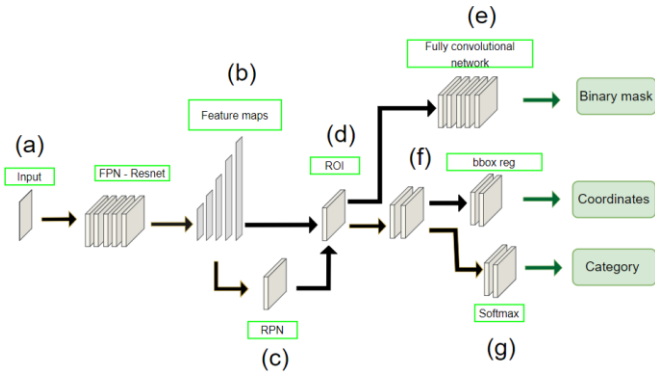 (e)
Fully convolutional
network
(b)
Binary mask
Feature maps
(a)
(d)
(f)
Input
FPN - Resnet
ROI
bbox reg
Coordinates
Category
RPN
Softmax
(c)
(g)